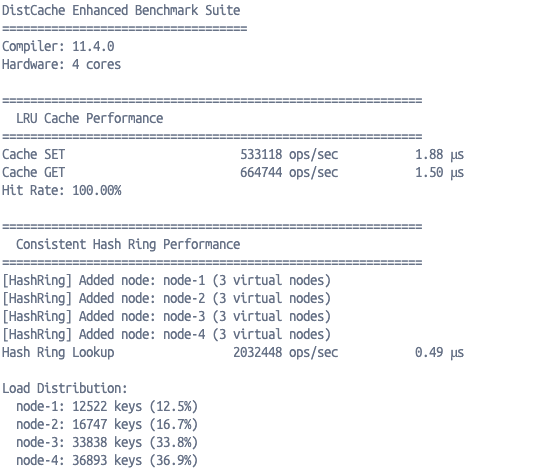 DistCache Enhanced Benchmark Suite
===================================
Compiler: 11.4.0
Hardware: 4 cores
============================================================
LRU Cache Performance
============================================================
Cache SET 533118 ops/sec 1.88 µs
Cache GET 664744 ops/sec 1.50 µs
Hit Rate: 100.00%
============================================================
Consistent Hash Ring Performance
============================================================
[HashRing] Added node: node-1 (3 virtual nodes)
[HashRing] Added node: node-2 (3 virtual nodes)
[HashRing] Added node: node-3 (3 virtual nodes)
[HashRing] Added node: node-4 (3 virtual nodes)
Hash Ring Lookup 2032448 ops/sec 0.49 µs
Load Distribution:
node-1: 12522 keys (12.5%)
node-2: 16747 keys (16.7%)
node-3: 33838 keys (33.8%)
node-4: 36893 keys (36.9%)